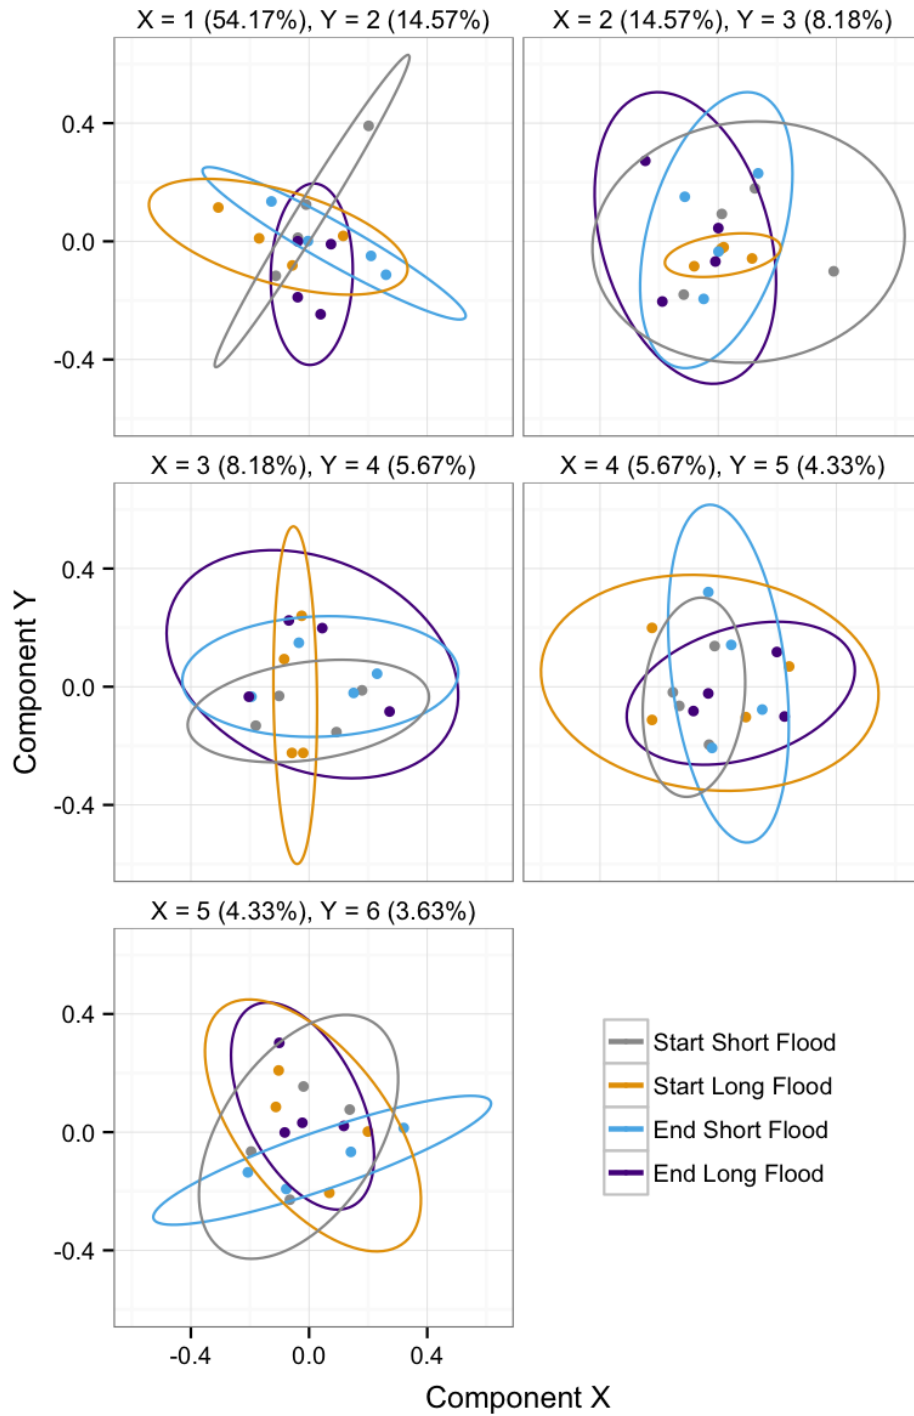 X = 1 (54.17%), Y = 2 (14.57%)
X = 2 (14.57%), Y = 3 (8.18%)
0.4
0.0
-0.4
X = 3 (8.18%), Y = 4 (5.67%)
X = 4 (5.67%), Y = 5 (4.33%)
0.4
0.0
-0.4
Component Y
X = 5 (4.33%), Y = 6 (3.63%)
0.4
0.0
-0.4
Start Short Flood
Start Long Flood
End Short Flood
End Long Flood
-0.4
0.0
0.4
Component X